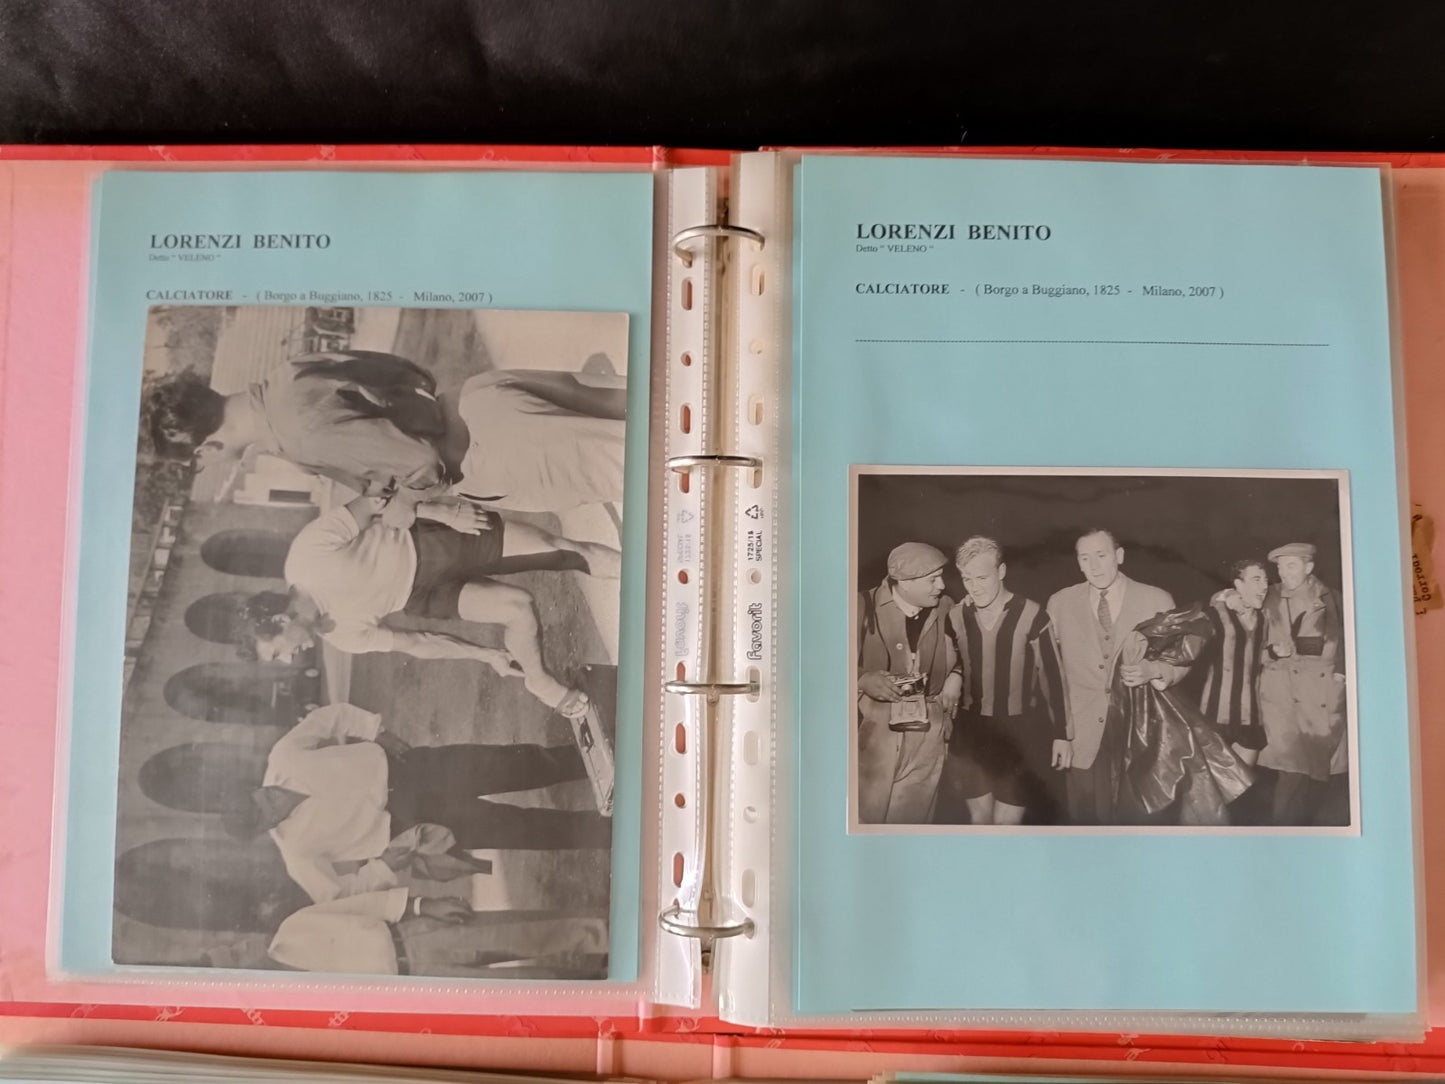 LORENZI BENITO
Detto " VELENO "
CALCIATORE - ( Borgo a Buggiano, 1825 - Milano, 2007 )
LORENZI BENITO
Detto " VELENO "
CALCIATORE - ( Borgo a Buggiano, 1825 - Milano, 2007 )
1725/18
SPECIAL
Favorit